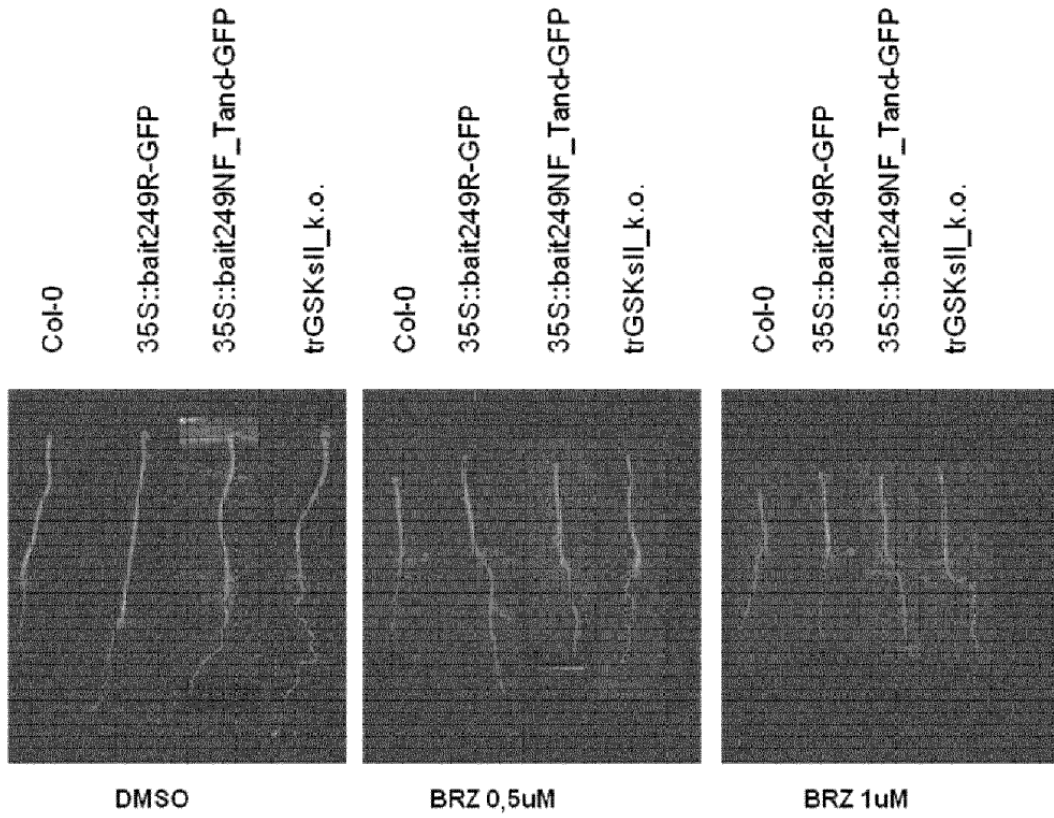 Col-0
35S::bait249R-GFP
35S::bait249NF_Tand-GFP
trGSKsII_k.o.
Col-0
35S::bait249R-GFP
35S::bait249NF_Tand-GFP
trGSKsII_k.o.
Col-0
35S::bait249R-GFP
35S::bait249NF_Tand-GFP
trGSKsII_k.o.
DMSO
BRZ 0,5uM
BRZ 1uM